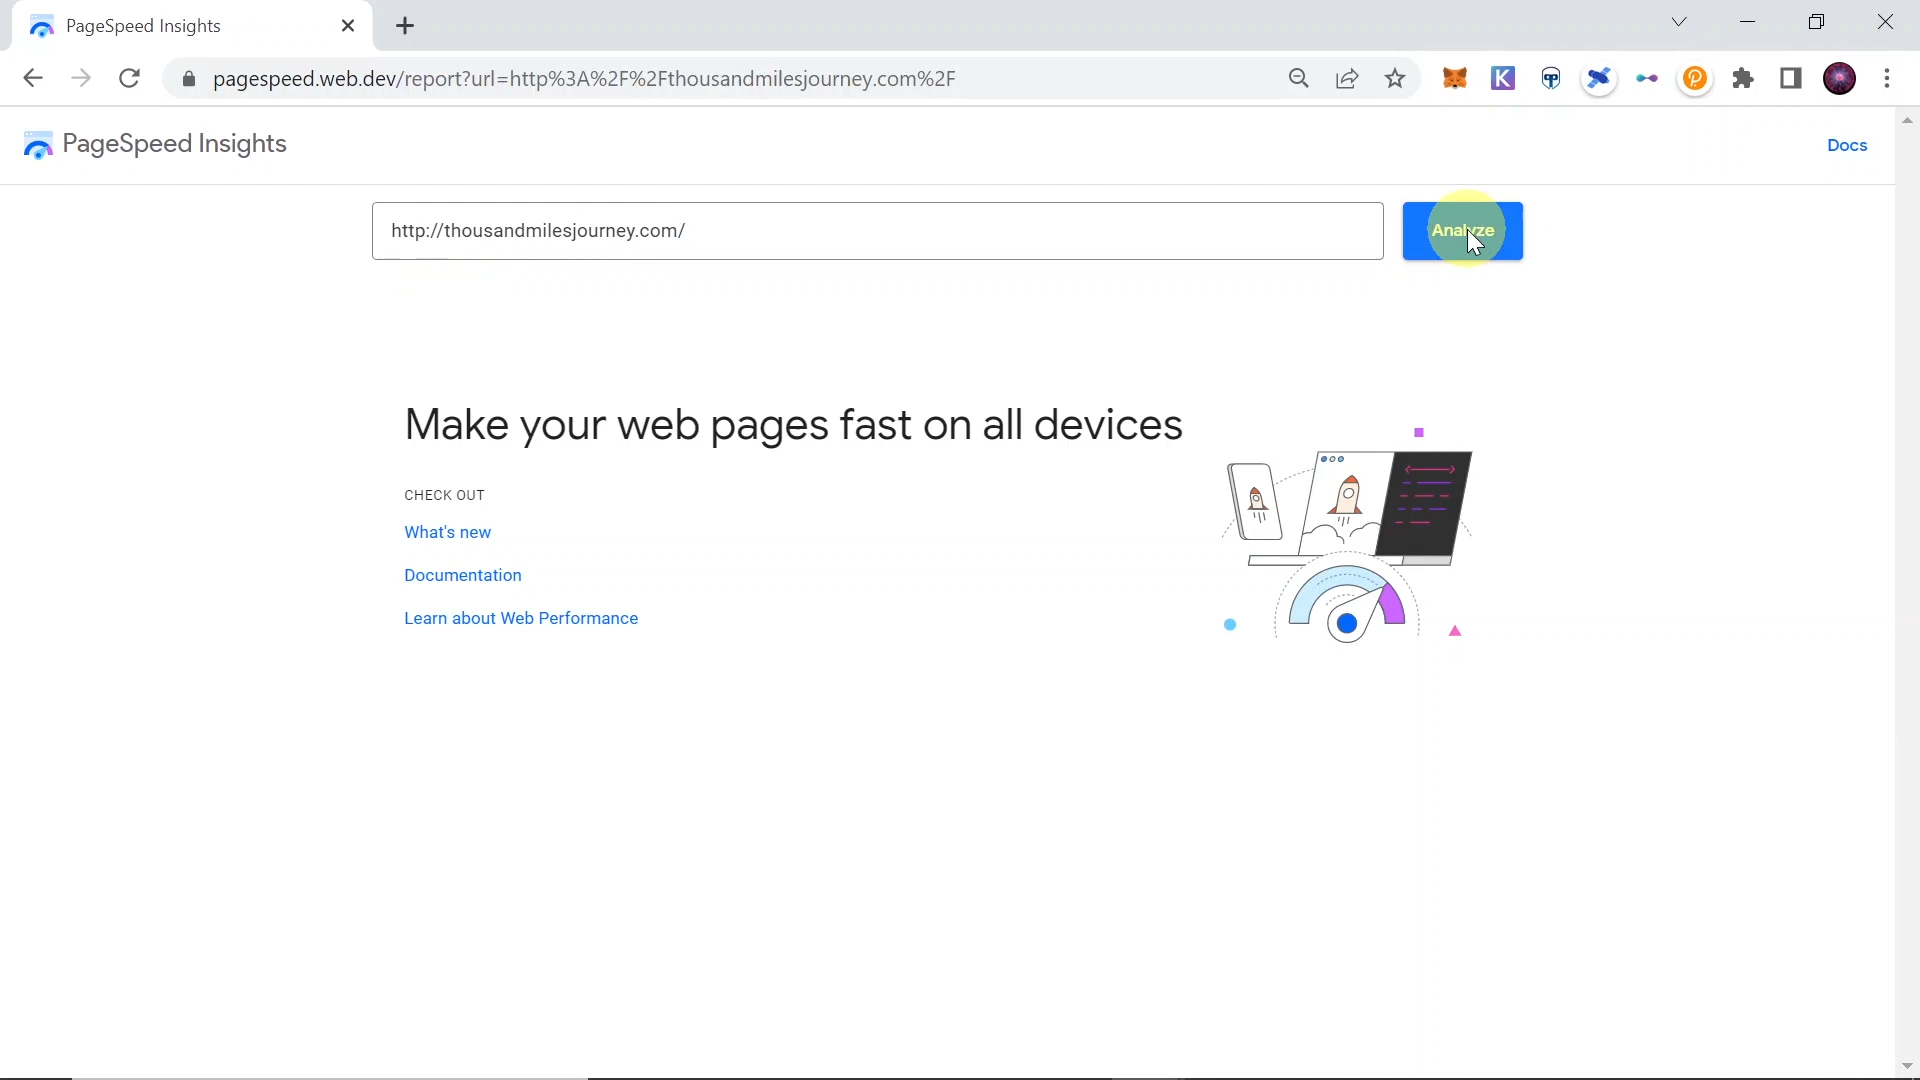 PageSpeed Insights
pagespeed.web.dev/report?url=http%3A%2F%2Fthousandmilesjourney.com%2F
K
PageSpeed Insights
Docs
http://thousandmilesjourney.com/
Analyze
Make your web pages fast on all devices
CHECK OUT
What's new
Documentation
Learn about Web Performance